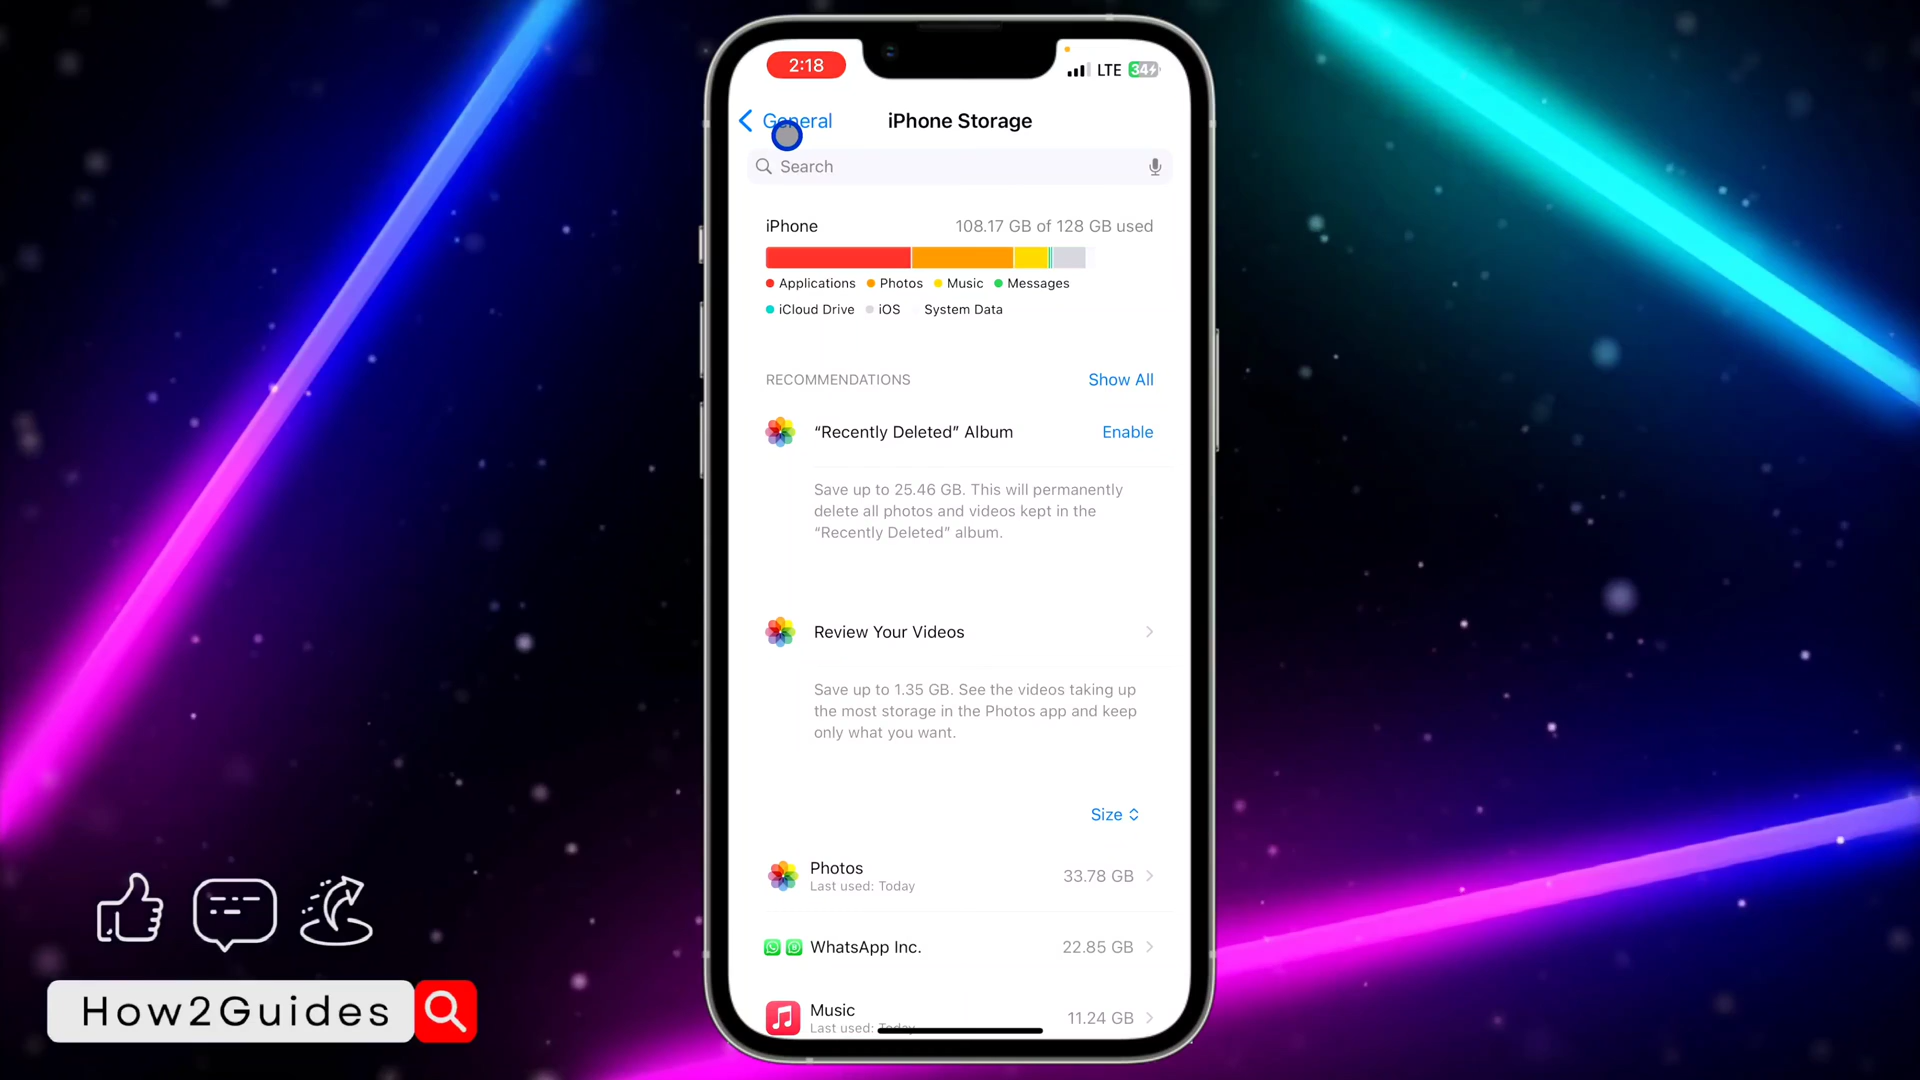 2:18
LTE 34
General
iPhone Storage
Search
iPhone
108.17 GB of 128 GB used
Applications
Photos
Music
Messages
iCloud Drive
iOS
System Data
RECOMMENDATIONS
Show All
“Recently Deleted” Album
Enable
Save up to 25.46 GB. This will permanently
delete all photos and videos kept in the
“Recently Deleted” album.
Review Your Videos
Save up to 1.35 GB. See the videos taking up
the most storage in the Photos app and keep
only what you want.
Size
Photos
Last used: Today
33.78 GB
WhatsApp Inc.
22.85 GB
Music
Last used: Today
11.24 GB
How2Guides